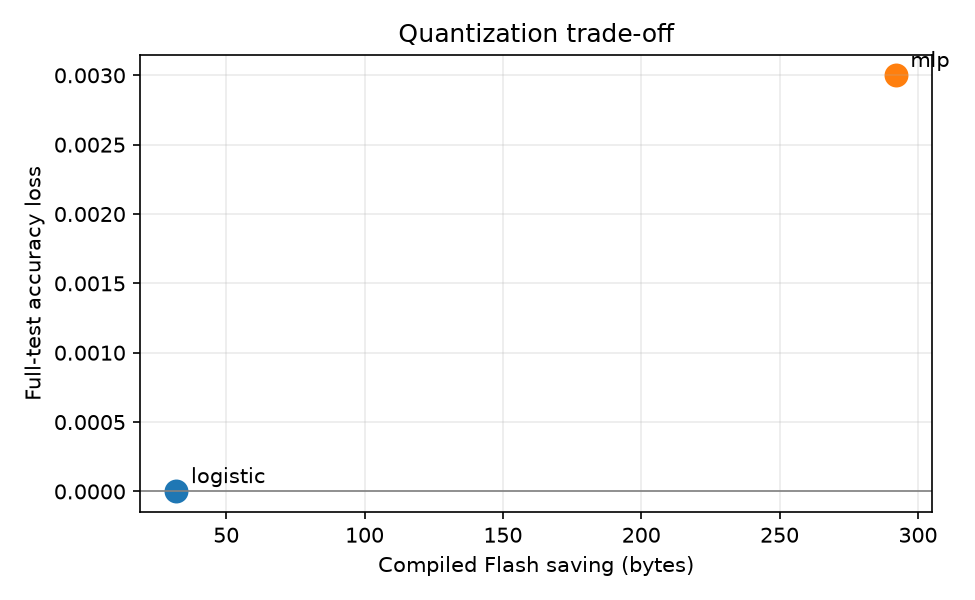 Quantization trade-off
mlp
0.0030
0.0025
0.0020
0.0015
0.0010
0.0005
0.0000
Full-test accuracy loss
logistic
50 100 150 200 250 300
Compiled Flash saving (bytes)